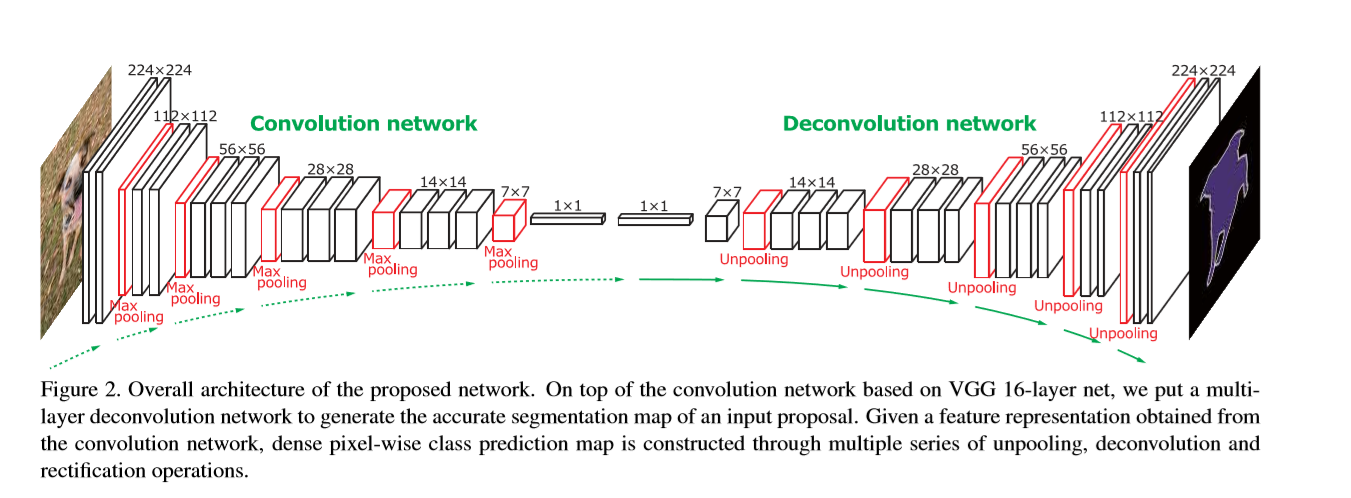 224×224
112×112
56×56
28×28
14×14
7×7
1×1
Convolution network
Max
pooling
Max
pooling
Max
pooling
Max
pooling
Max
pooling
1×1
7×7
14×14
28×28
56×56
112×112
224×224
Deconvolution network
Unpooling
Unpooling
Unpooling
Unpooling
Unpooling
Figure 2. Overall architecture of the proposed network. On top of the convolution network based on VGG 16-layer net, we put a multi-
layer deconvolution network to generate the accurate segmentation map of an input proposal. Given a feature representation obtained from
the convolution network, dense pixel-wise class prediction map is constructed through multiple series of unpooling, deconvolution and
rectification operations.